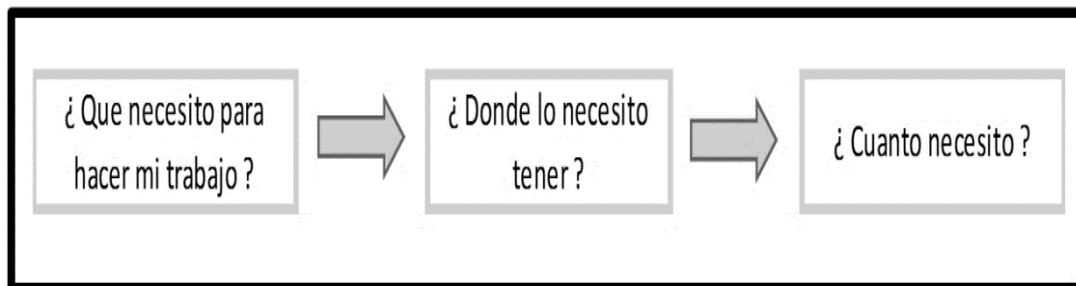 ¿ Que necesito para
hacer mi trabajo ?
¿ Donde lo necesito
tener ?
¿ Cuanto necesito ?